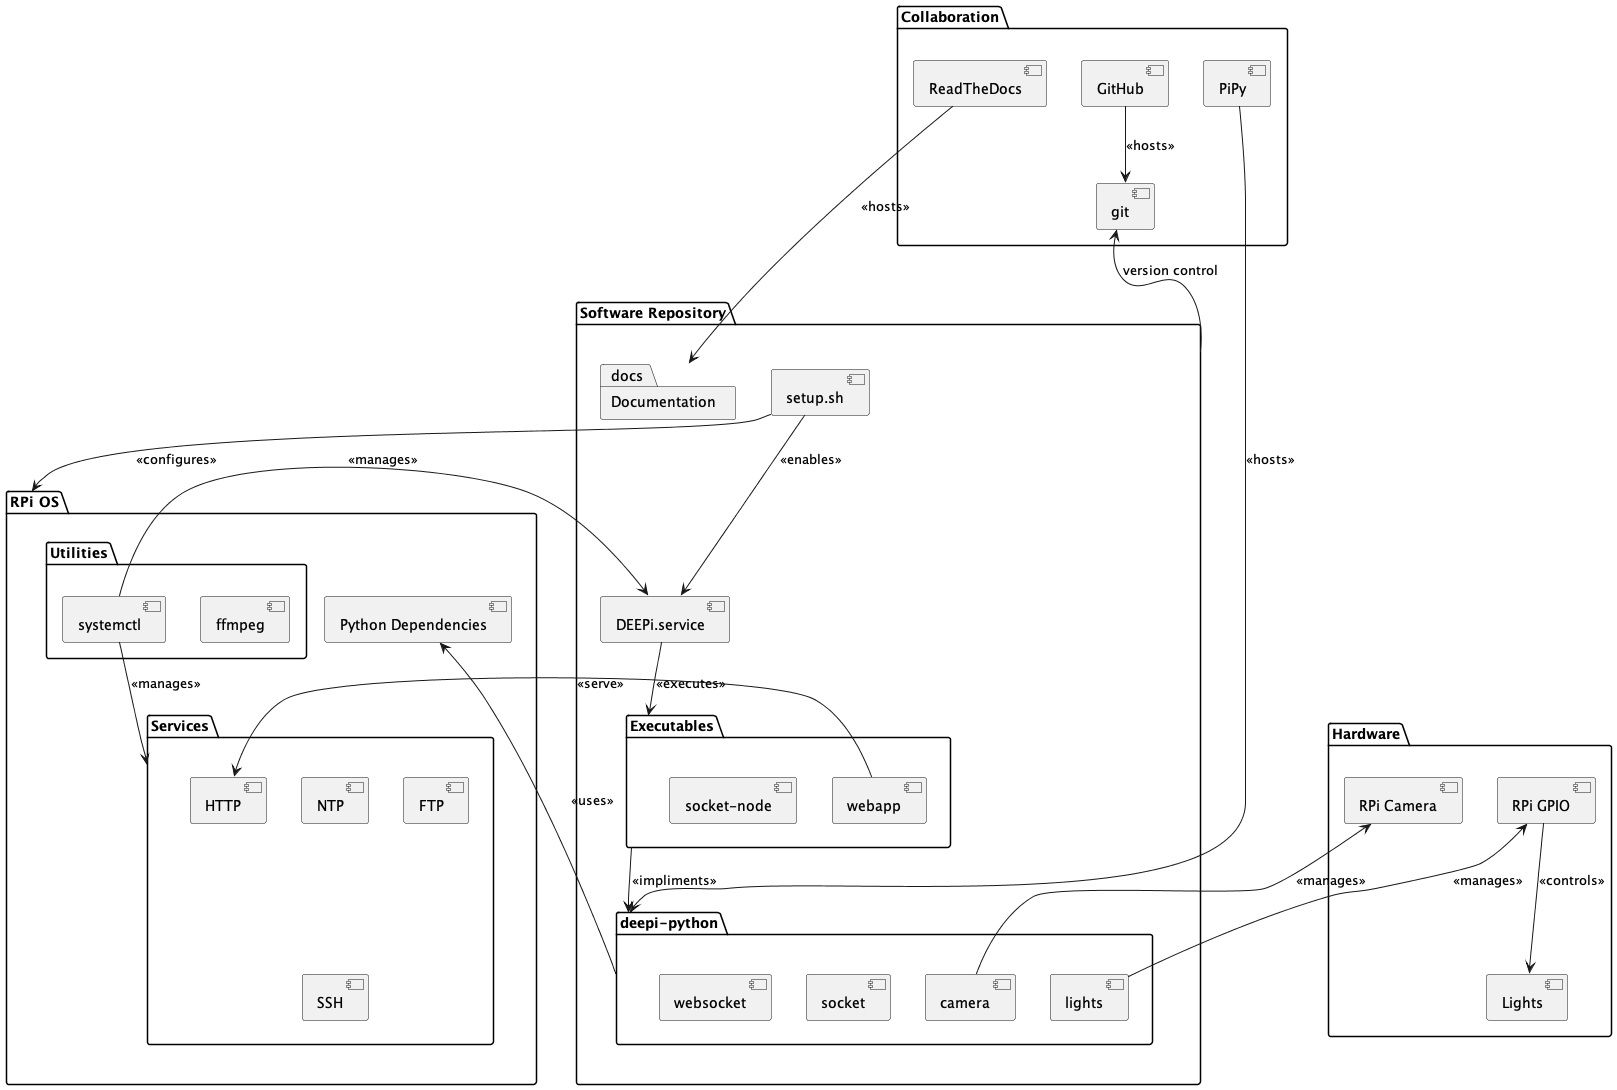 Collaboration
ReadTheDocs
GitHub
PiPy
«hosts»
git
«hosts»
version control
Software Repository
docs
Documentation
setup.sh
«configures»
«manages»
«enables»
«hosts»
RPi OS
Utilities
systemctl
ffmpeg
Python Dependencies
DEEPi.service
«manages»
«serve»
«executes»
Services
Executables
Hardware
HTTP
NTP
FTP
socket-node
webapp
RPi Camera
RPi GPIO
«uses»
«impliments»
«manages»
«manages»
«controls»
deepi-python
SSH
websocket
socket
camera
lights
Lights